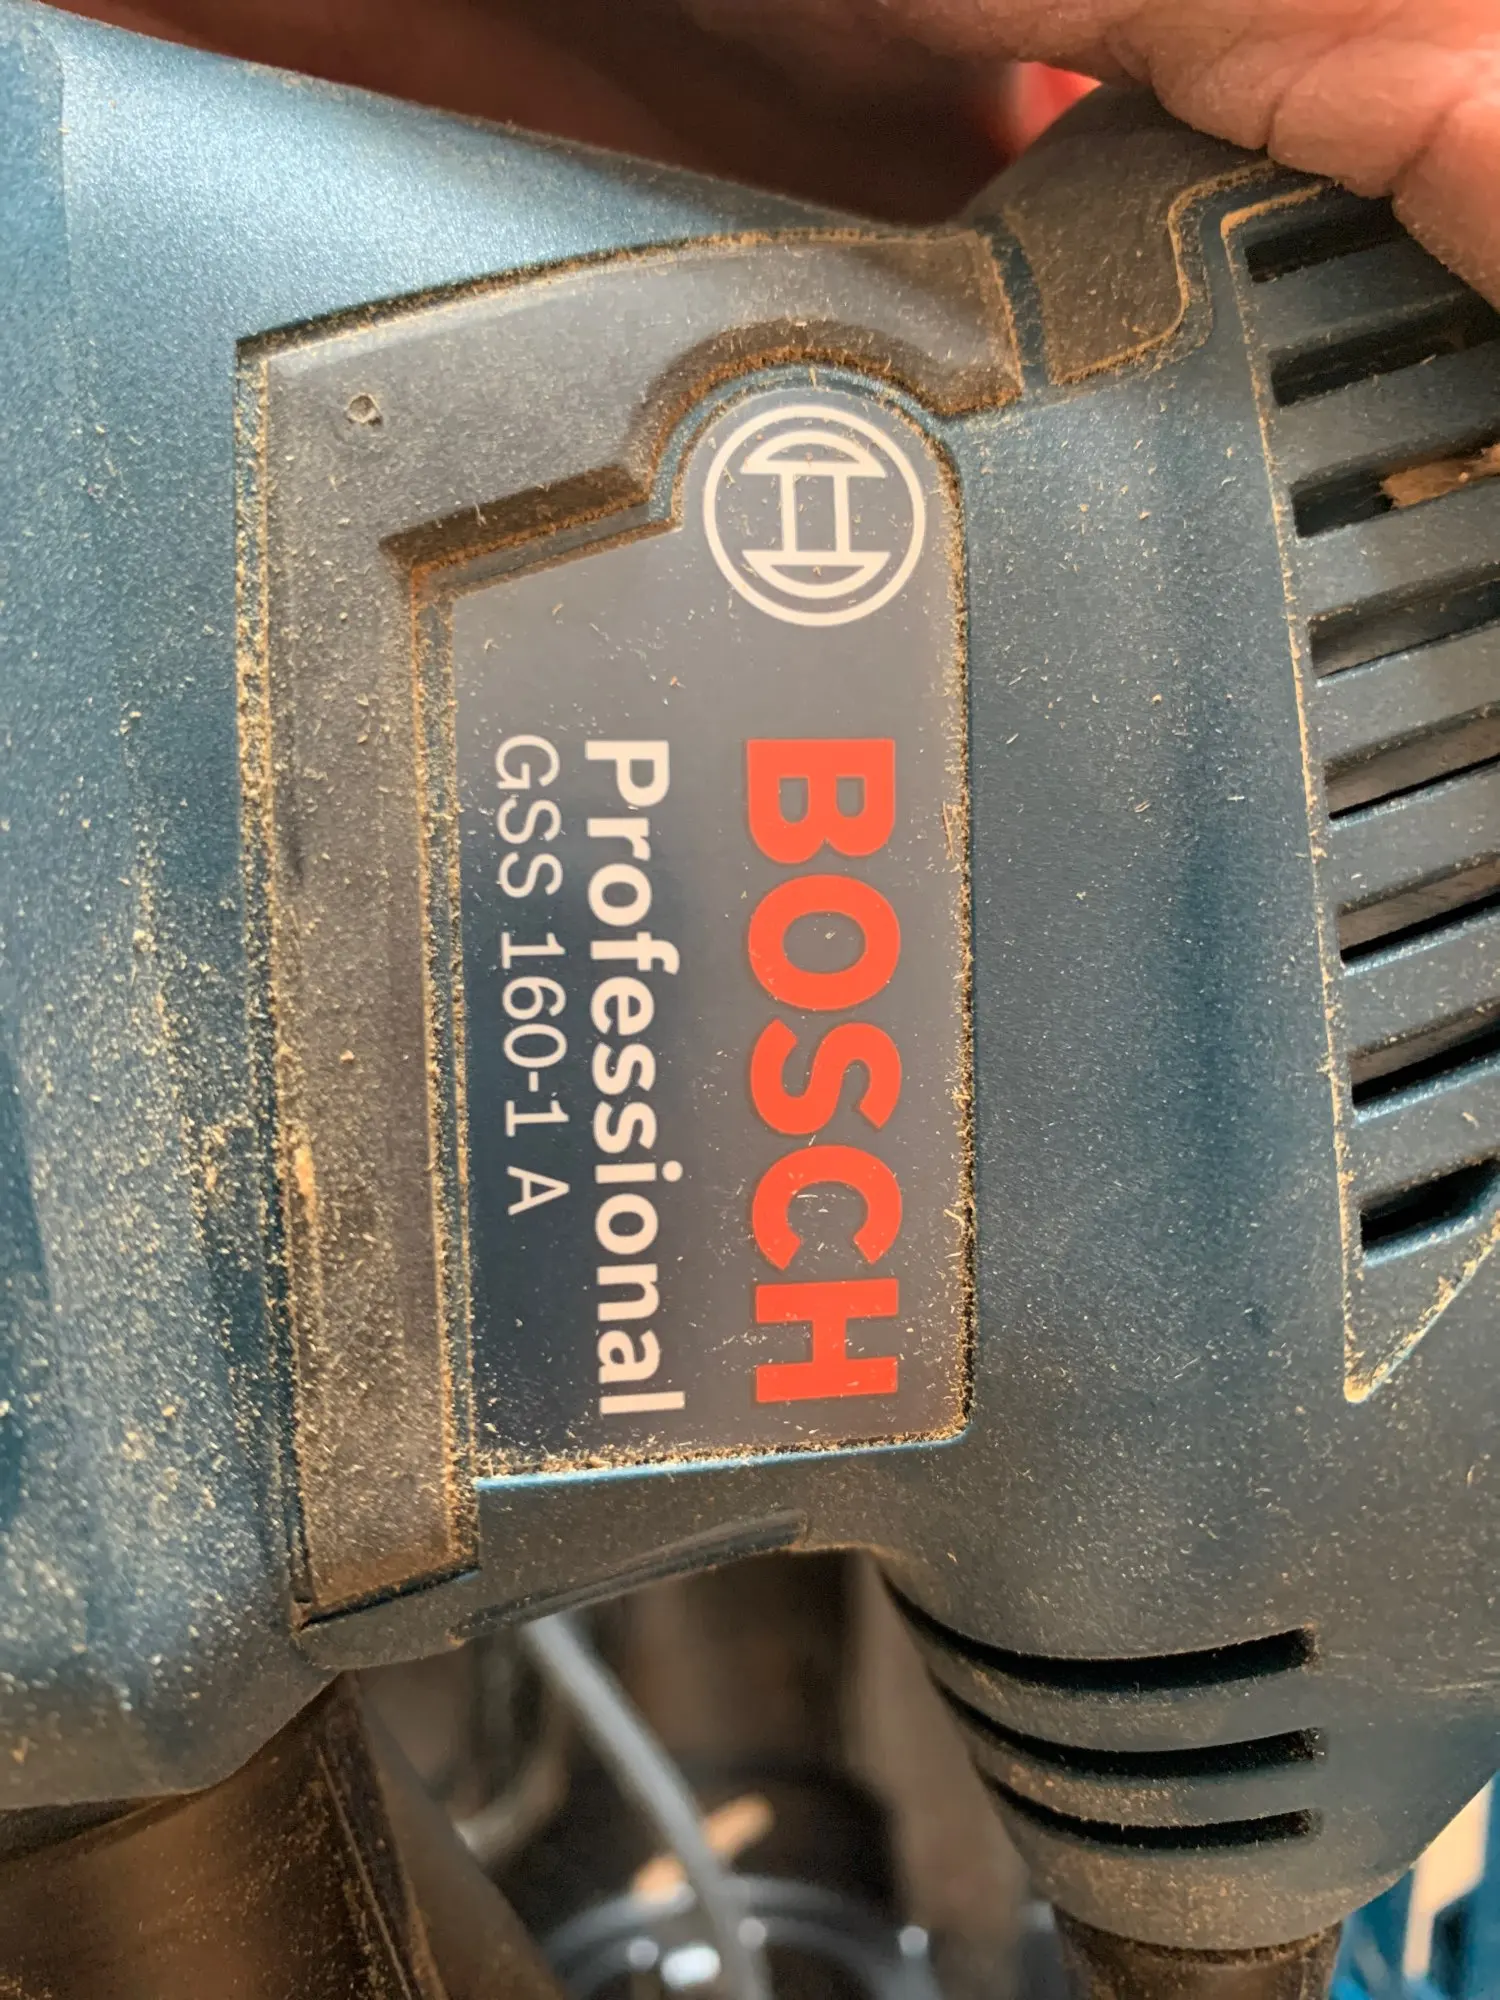 BOSCH
Professional
GSS 160-1 A